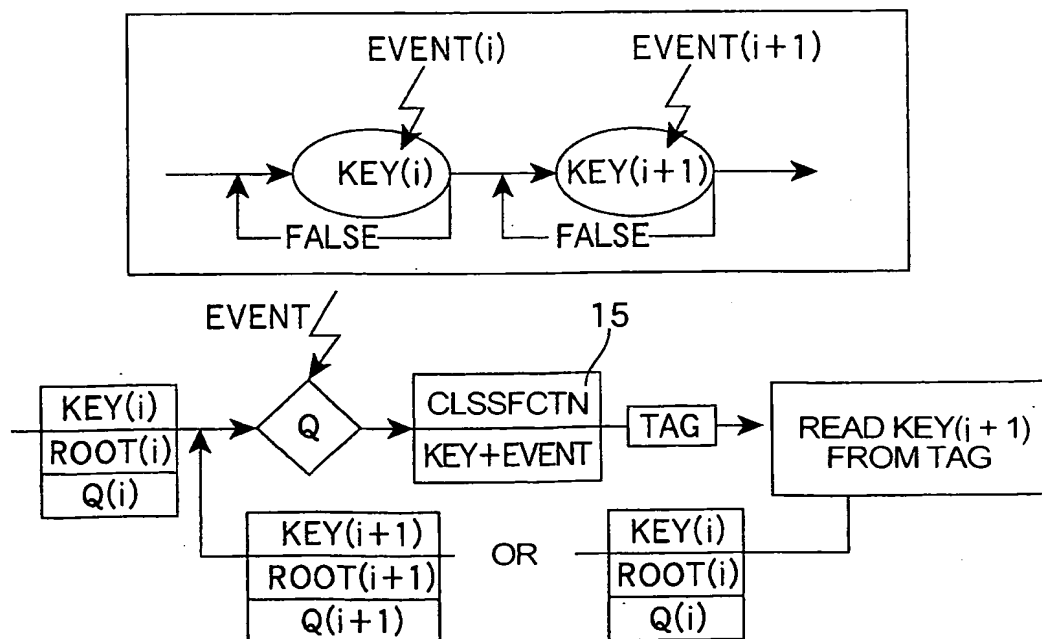 EVENT(i)
EVENT(i+1)
KEY(i)
KEY(i+1)
FALSE
FALSE
EVENT
15
KEY(i)
ROOT(i)
Q(i)
Q
CLSSFCTN
KEY+EVENT
TAG
READ KEY(i+1)
FROM TAG
KEY(i+1)
ROOT(i+1)
Q(i+1)
OR
KEY(i)
ROOT(i)
Q(i)